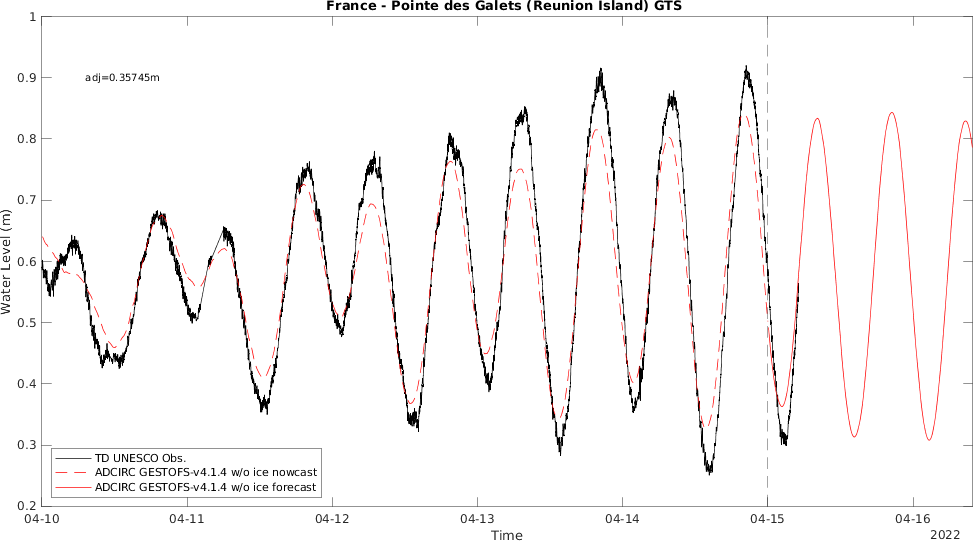 France - Pointe des Galets (Reunion Island) GTS
1
0.9
0.8
0.7
0.6
0.5
0.4
0.3
0.2
Water Level (m)
adj=0.35745m
TD UNESCO Obs.
ADCIRC GESTOFS-v4.1.4 w/o ice nowcast
ADCIRC GESTOFS-v4.1.4 w/o ice forecast
04-10 04-11 04-12 04-13 04-14 04-15 04-16
Time
2022